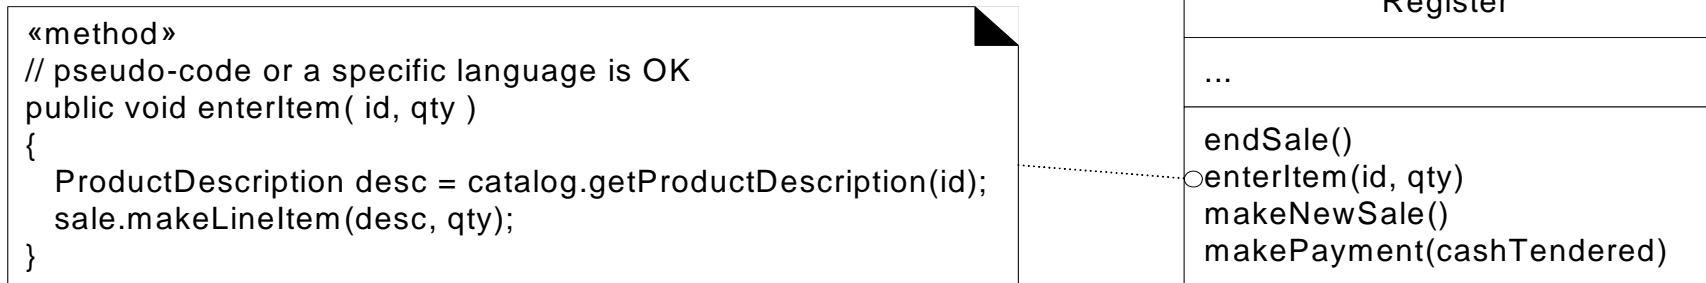 «method»
// pseudo-code or a specific language is OK
public void enterItem( id, qty )
{
ProductDescription desc = catalog.getProductDescription(id);
sale.makeLineItem(desc, qty);
}
Register
...
endSale()
enterItem(id, qty)
makeNewSale()
makePayment(cashTendered)